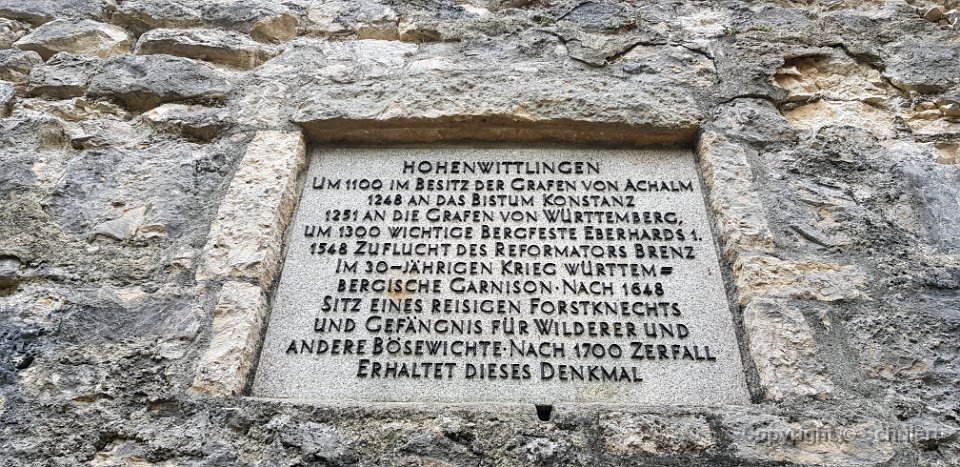 HOHENWITTLINGEN
UM 1100 IM BESITZ DER GRAFEN VON ACHALM
1248 AN DAS BISTUM KONSTANZ
1251 AN DIE GRAFEN VON WÜRTTEMBERG,
UM 1300 WICHTIGE BERGFESTE EBERHARDS I.
1548 ZUFLUCHT DES REFORMATORS BRENZ
IM 30-JÄHRIGEN KRIEG WÜRTTEM=
BERGISCHE GARNISON · NACH 1648
SITZ EINES REISIGEN FORSTKNECHTS
UND GEFÄNGNIS FÜR WILDERER UND
ANDERE BÖSEWICHTE · NACH 1700 ZERFALL
ERHALTET DIESES DENKMAL
Copyright ©